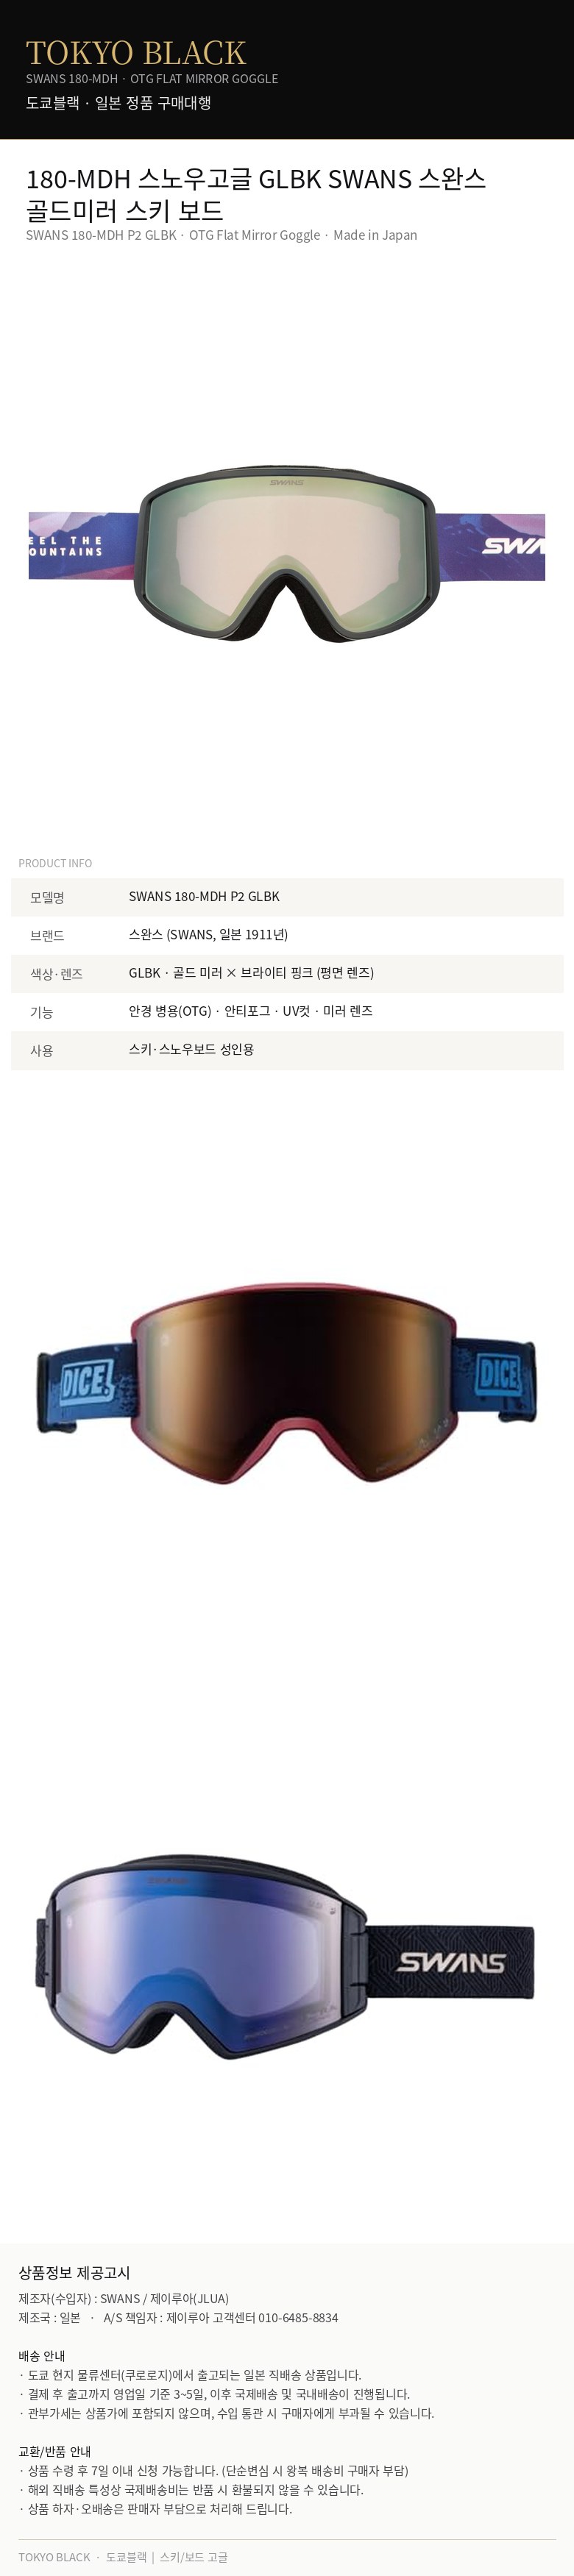 TOKYO BLACK
SWANS 180-MDH · OTG FLAT MIRROR GOGGLE
도쿄블랙 · 일본 정품 구매대행
180-MDH 스노우고글 GLBK SWANS 스완스
골드미러 스키 보드
SWANS 180-MDH P2 GLBK · OTG Flat Mirror Goggle · Made in Japan
SWANS
EEL THE
OUNTAINS
SWA
PRODUCT INFO
모델명 SWANS 180-MDH P2 GLBK
브랜드 스완스 (SWANS, 일본 1911년)
색상·렌즈 GLBK · 골드 미러 × 브라이티 핑크 (평면 렌즈)
기능 안경 병용(OTG) · 안티포그 · UV컷 · 미러 렌즈
사용 스키·스노우보드 성인용
DICE DICE
SWANS
상품정보 제공고시
제조자(수입자) : SWANS / 제이루아(JLUA)
제조국 : 일본 · A/S 책임자 : 제이루아 고객센터 010-6485-8834
배송 안내
· 도쿄 현지 물류센터(쿠로로지)에서 출고되는 일본 직배송 상품입니다.
· 결제 후 출고까지 영업일 기준 3~5일, 이후 국제배송 및 국내배송이 진행됩니다.
· 관부가세는 상품가에 포함되지 않으며, 수입 통관 시 구매자에게 부과될 수 있습니다.
교환/반품 안내
· 상품 수령 후 7일 이내 신청 가능합니다. (단순변심 시 왕복 배송비 구매자 부담)
· 해외 직배송 특성상 국제배송비는 반품 시 환불되지 않을 수 있습니다.
· 상품 하자·오배송은 판매자 부담으로 처리해 드립니다.
TOKYO BLACK · 도쿄블랙 | 스키/보드 고글